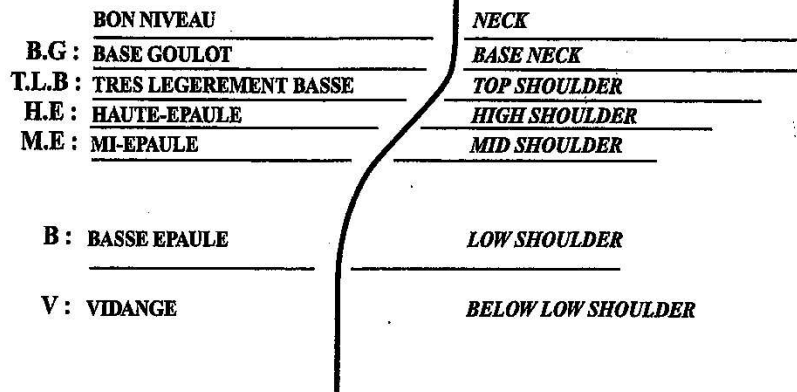 BON NIVEAU NECK
B.G : BASE GOULOT BASE NECK
T.L.B : TRES LEGEREMENT BASSE TOP SHOULDER
H.E : HAUTE-EPAULE HIGH SHOULDER
M.E : MI-EPAULE MID SHOULDER
B : BASSE EPAULE LOW SHOULDER
V : VIDANGE BELOW LOW SHOULDER